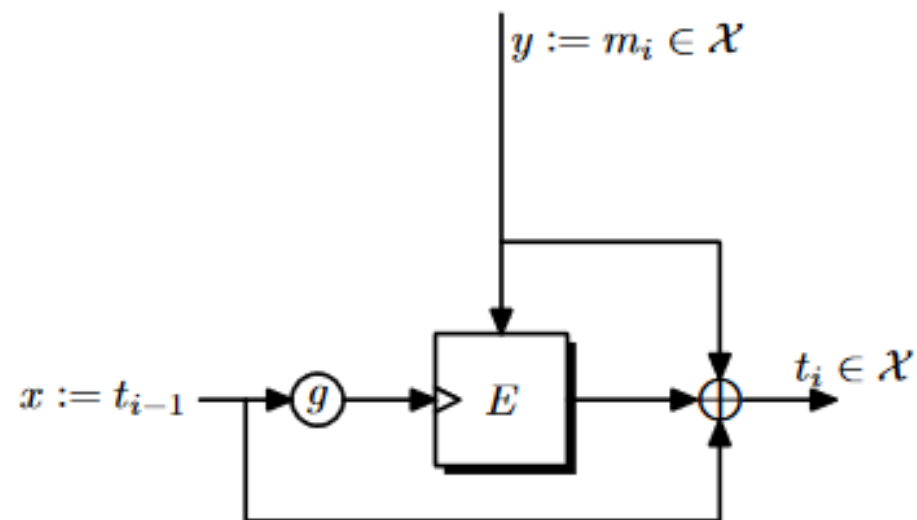 y := m_i ∈ 𝒳
x := t_{i−1}
g
E
t_i ∈ 𝒳